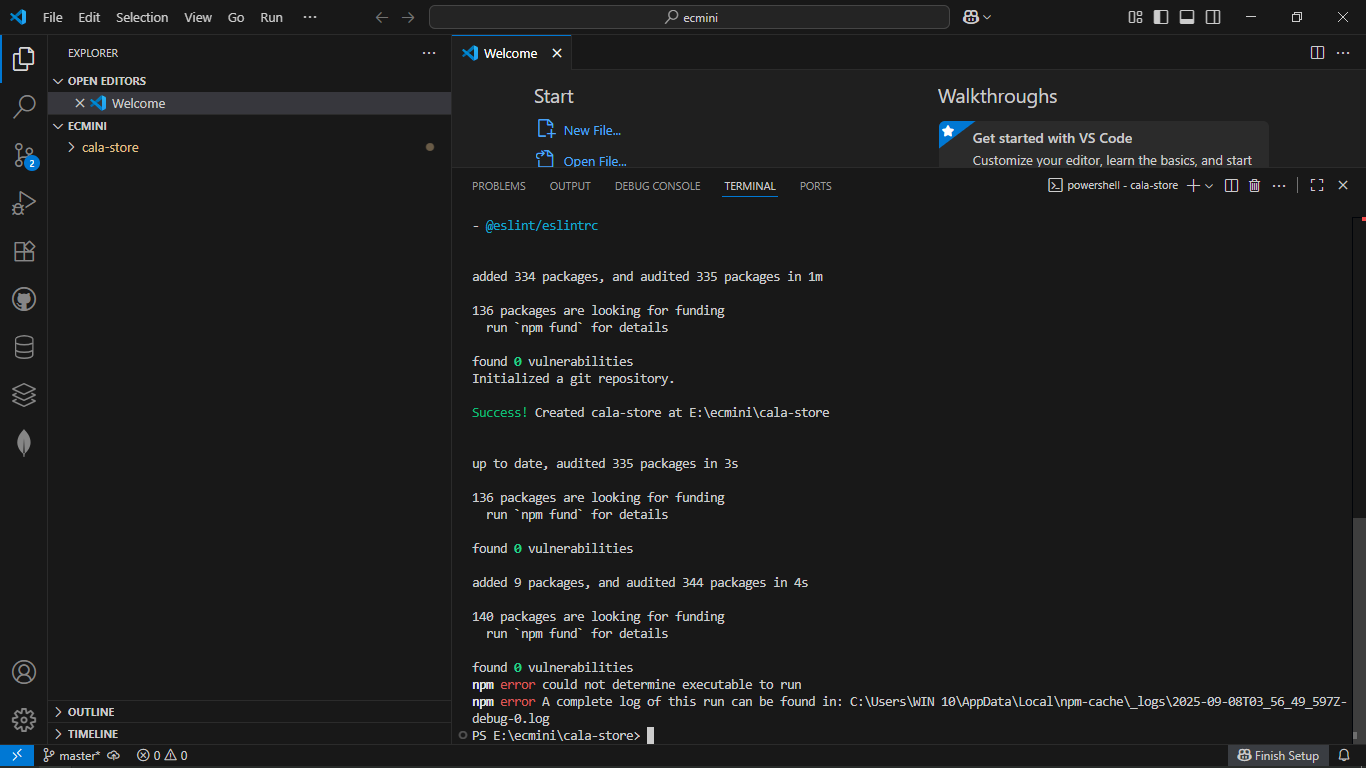 File Edit Selection View Go Run ··· ecmini
EXPLORER ···
OPEN EDITORS
Welcome
ECMINI
cala-store
2
OUTLINE
TIMELINE
Welcome ···
Start
New File...
Open File...
Walkthroughs
Get started with VS Code
Customize your editor, learn the basics, and start
PROBLEMS OUTPUT DEBUG CONSOLE TERMINAL PORTS powershell - cala-store ···
- @eslint/eslintrc
added 334 packages, and audited 335 packages in 1m
136 packages are looking for funding
run `npm fund` for details
found 0 vulnerabilities
Initialized a git repository.
Success! Created cala-store at E:\ecmini\cala-store
up to date, audited 335 packages in 3s
136 packages are looking for funding
run `npm fund` for details
found 0 vulnerabilities
added 9 packages, and audited 344 packages in 4s
140 packages are looking for funding
run `npm fund` for details
found 0 vulnerabilities
npm error could not determine executable to run
npm error A complete log of this run can be found in: C:\Users\WIN 10\AppData\Local\npm-cache\_logs\2025-09-08T03_56_49_597Z-
debug-0.log
PS E:\ecmini\cala-store>
master* 0 0 Finish Setup